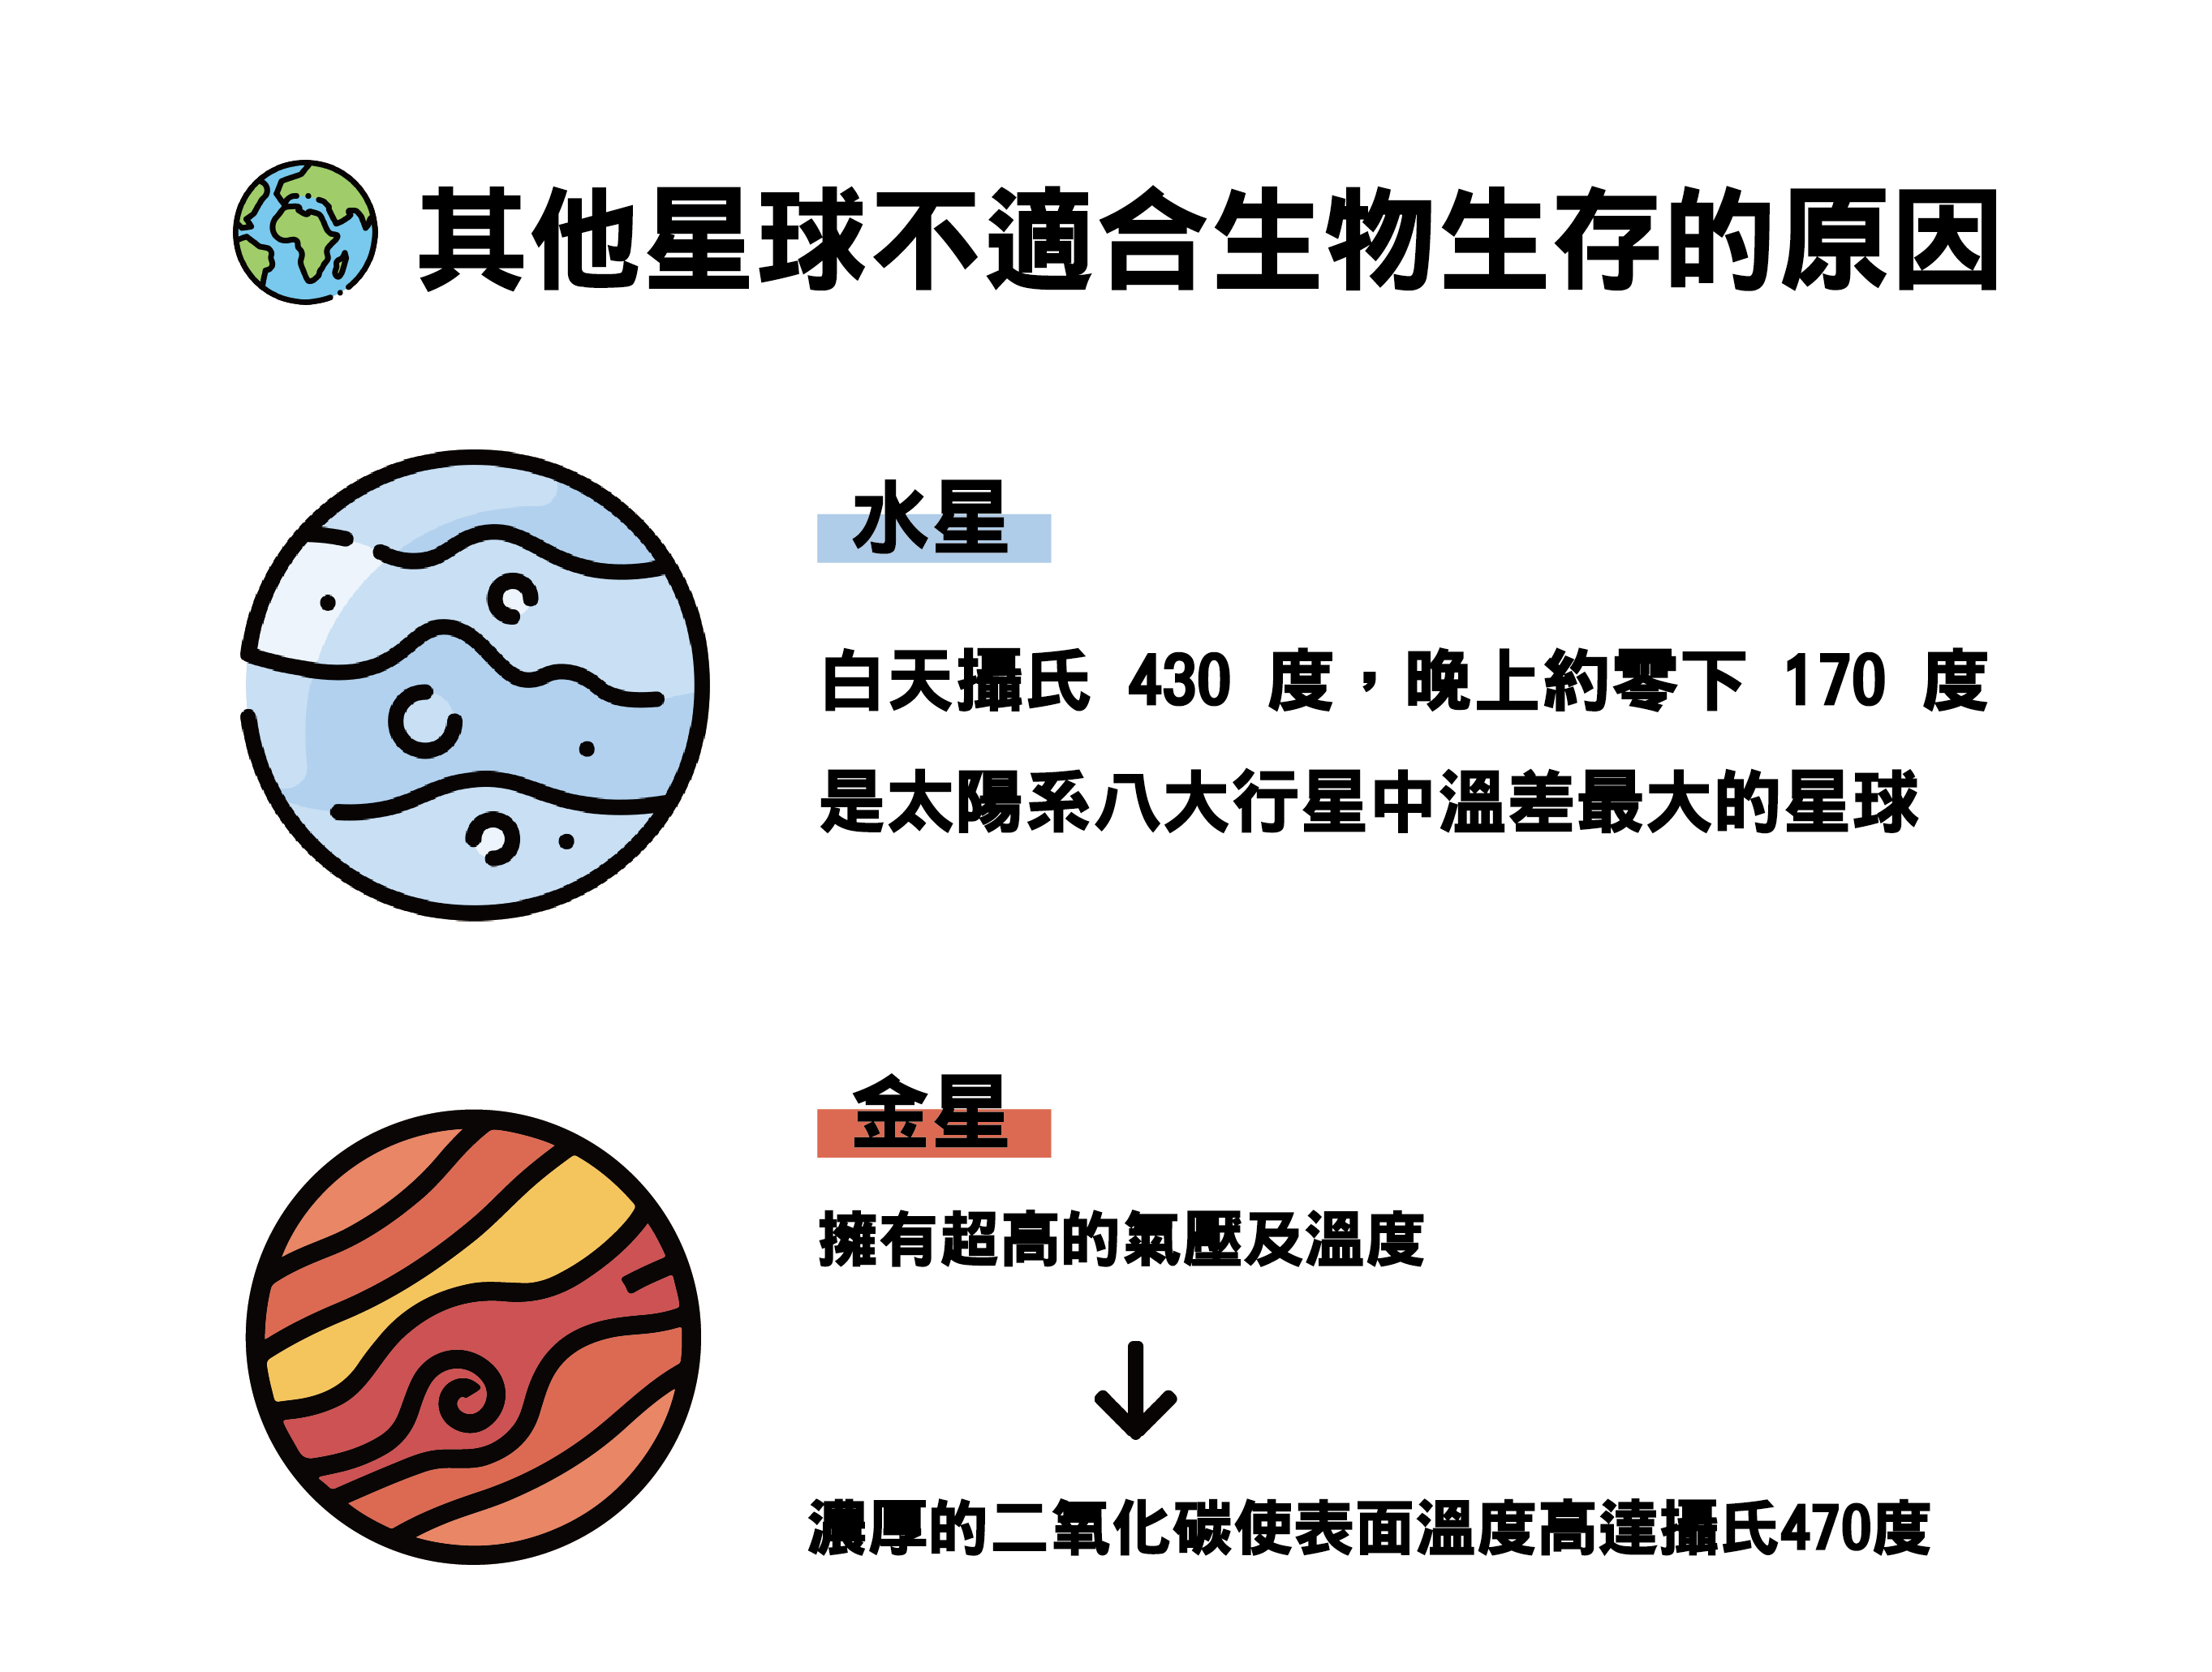 其他星球不適合生物生存的原因
水星
白天攝氏 430 度，晚上約零下 170 度
是太陽系八大行星中溫差最大的星球
金星
擁有超高的氣壓及溫度
濃厚的二氧化碳使表面溫度高達攝氏470度